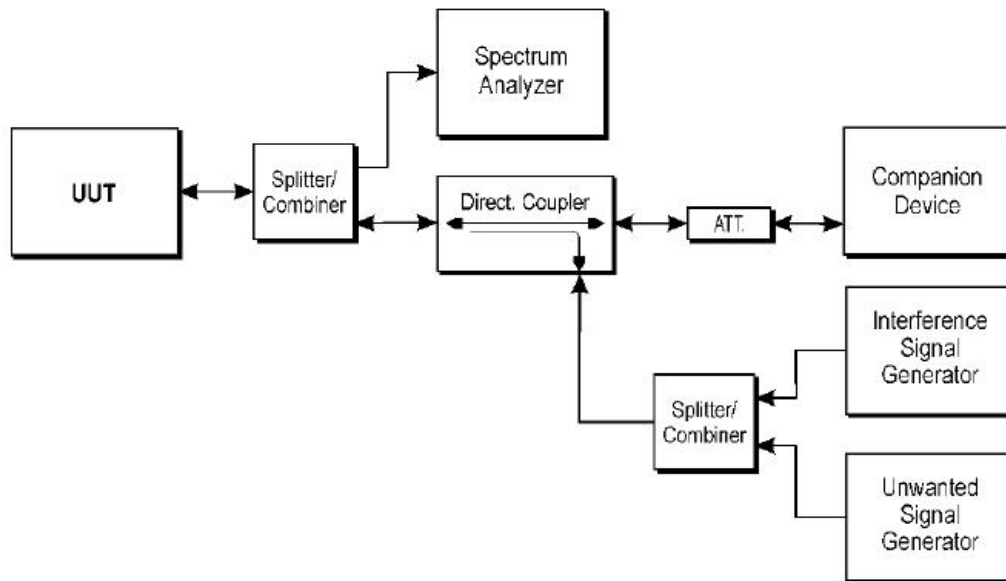 Spectrum
Analyzer
UUT
Splitter/
Combiner
Direct. Coupler
ATT.
Companion
Device
Interference
Signal
Generator
Splitter/
Combiner
Unwanted
Signal
Generator